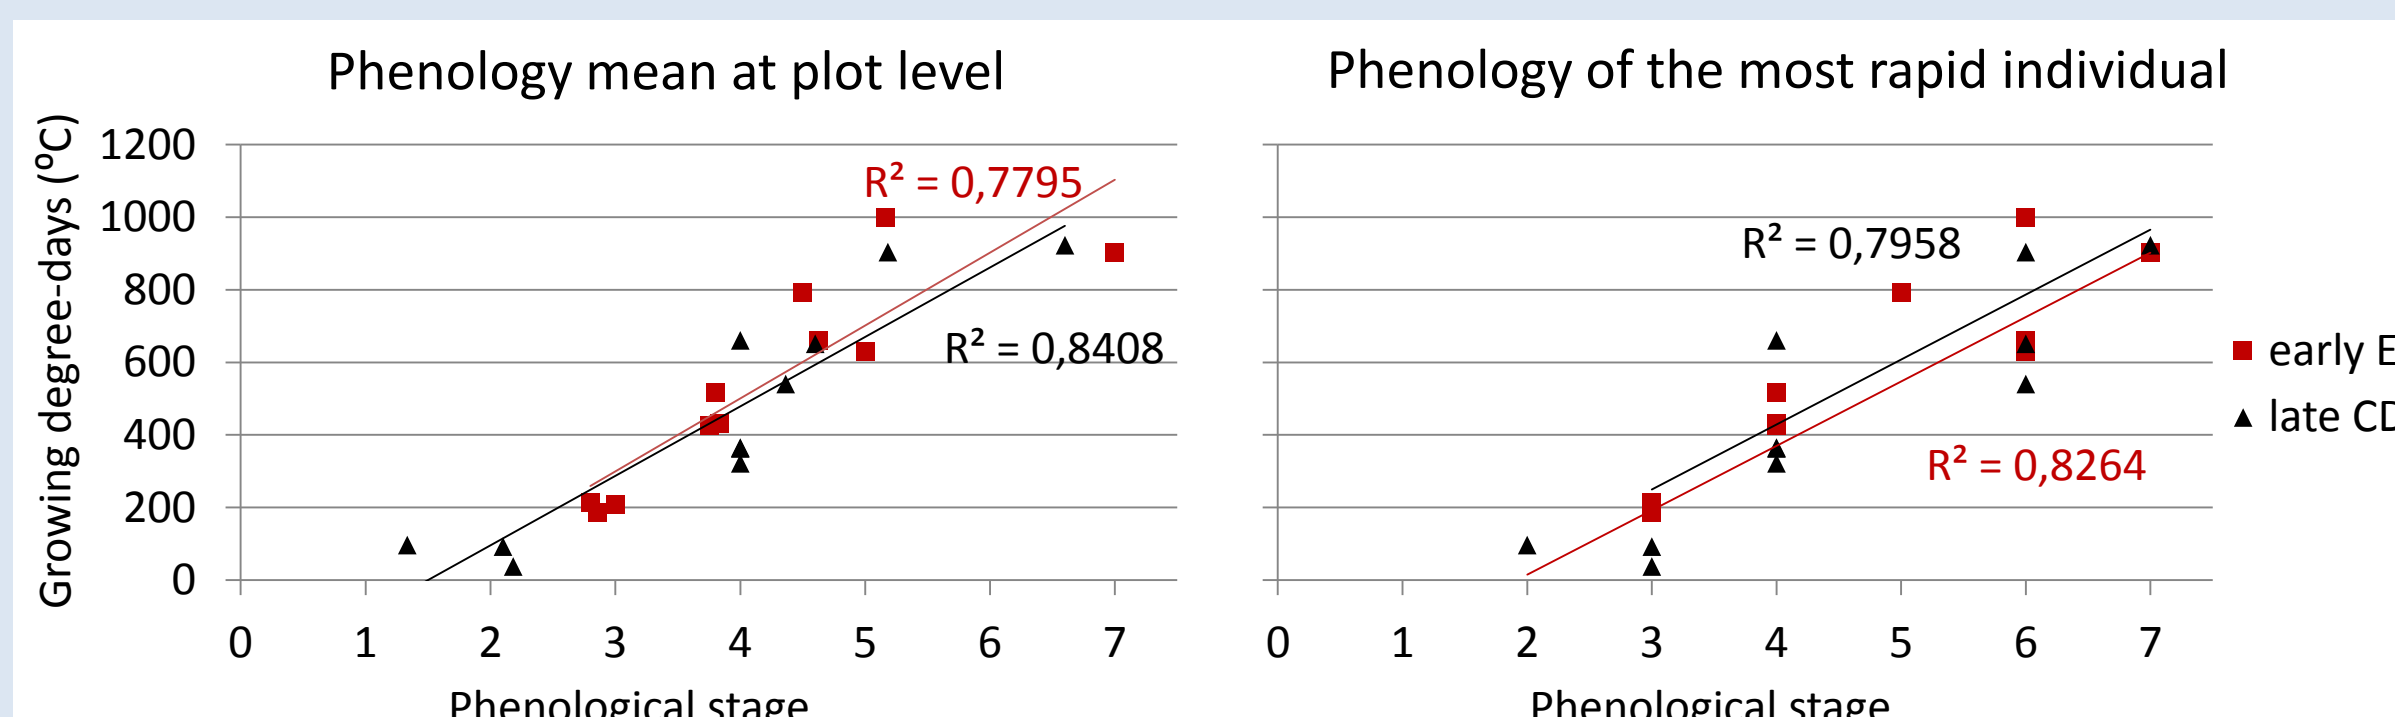 Phenology mean at plot level
Growing degree-days (ºC)
1200
1000
800
600
400
200
0
R² = 0,7795
R² = 0,8408
0 1 2 3 4 5 6 7
Phenological stage
Phenology of the most rapid individual
R² = 0,7958
R² = 0,8264
0 1 2 3 4 5 6 7
Phenological stage
early E
late CD